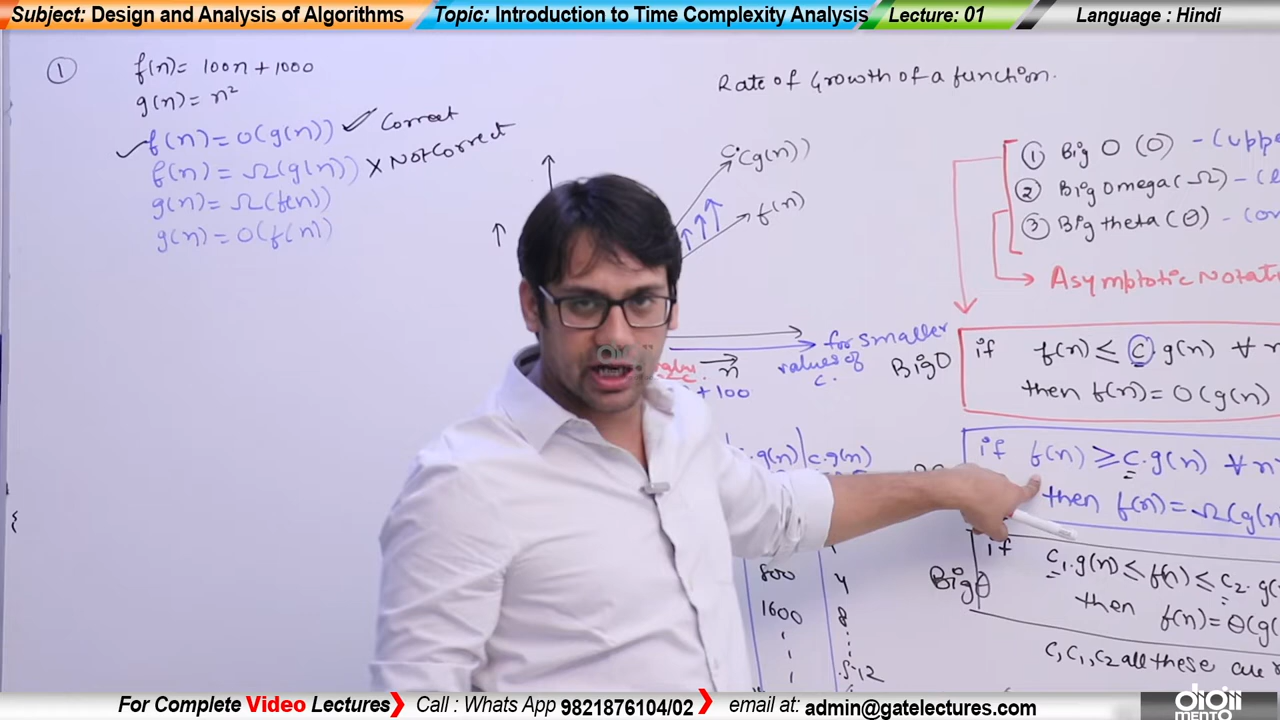 Subject: Design and Analysis of Algorithms
Topic: Introduction to Time Complexity Analysis
Lecture: 01
Language : Hindi
①
f(n)= 100n + 1000
g(n)= n²
✓ f(n)= O(g(n)) ✓ Correct
f(n)= Ω(g(n)) X Not Correct
g(n)= Ω(f(n))
g(n)= O(f(n))
Rate of Growth of a function.
C(g(n))
f(n)
n
for smaller
values of
c.
+ 100
g(n) c.g(n)
800 4
1600 8
512
① Big O (O) - (uppe
② Big Omega (Ω) - (
③ Big theta (Θ) - (
Asymptotic Notati
Big O
if f(n) ≤ c.g(n) ∀ n
then f(n)= O(g(n)
if f(n) ≥ c.g(n) ∀ n
then f(n)= Ω(g(n
Big Θ
if c₁.g(n) ≤ f(n) ≤ c₂.g(
then f(n)= Θ(g(
c, c₁, c₂ all these are
{
For Complete Video Lectures
Call : Whats App 9821876104/02
email at: admin@gatelectures.com
digii
MENTO